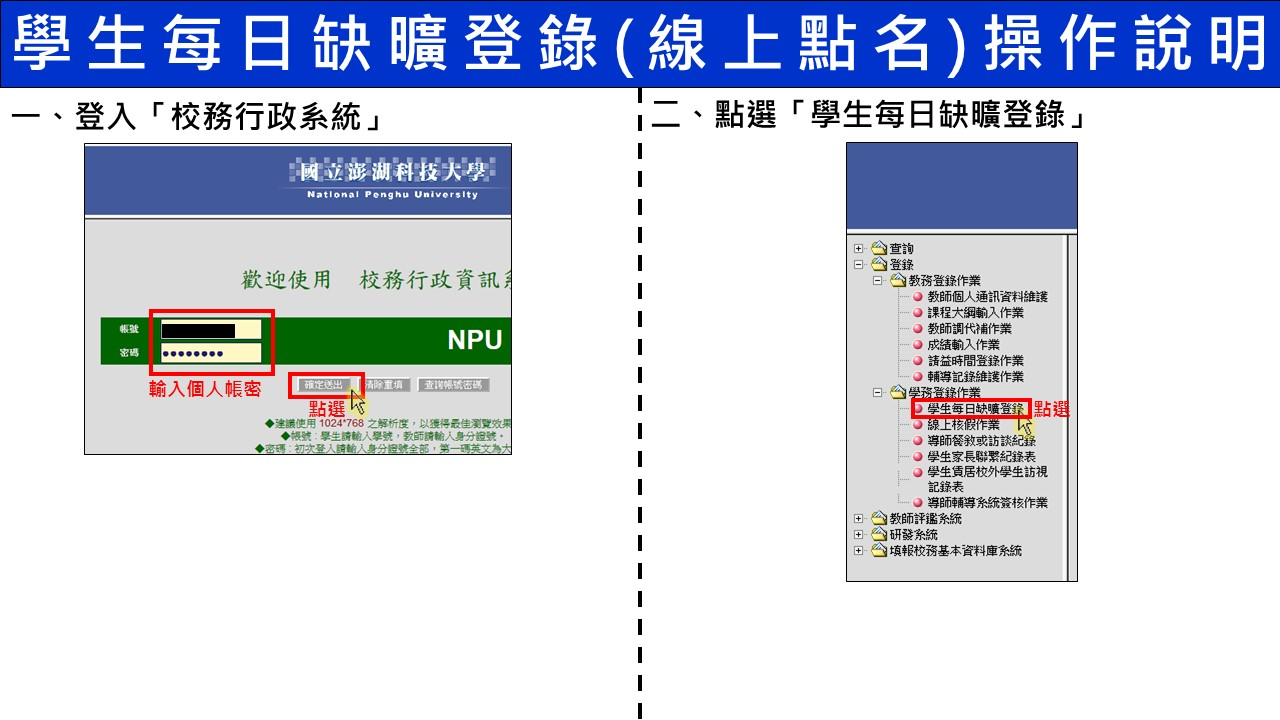 學生每日缺曠登錄(線上點名)操作說明
一、登入「校務行政系統」
國立澎湖科技大學
National Penghu University
歡迎使用　校務行政資訊系
帳號
密碼
NPU
輸入個人帳密
確定送出
清除重填
查詢帳號密碼
點選
◆建議使用 1024*768 之解析度，以獲得最佳瀏覽效果
◆帳號：學生請輸入學號，教師請輸入身分證號。
◆密碼：初次登入請輸入身分證號全部，第一碼英文為大
二、點選「學生每日缺曠登錄」
查詢
登錄
教務登錄作業
教師個人通訊資料維護
課程大綱輸入作業
教師調代補作業
成績輸入作業
請益時間登錄作業
輔導記錄維護作業
學務登錄作業
學生每日缺曠登錄
點選
線上核假作業
導師餐敘或訪談紀錄
學生家長聯繫紀錄表
學生賃居校外學生訪視
記錄表
導師輔導系統簽核作業
教師評鑑系統
研發系統
填報校務基本資料庫系統